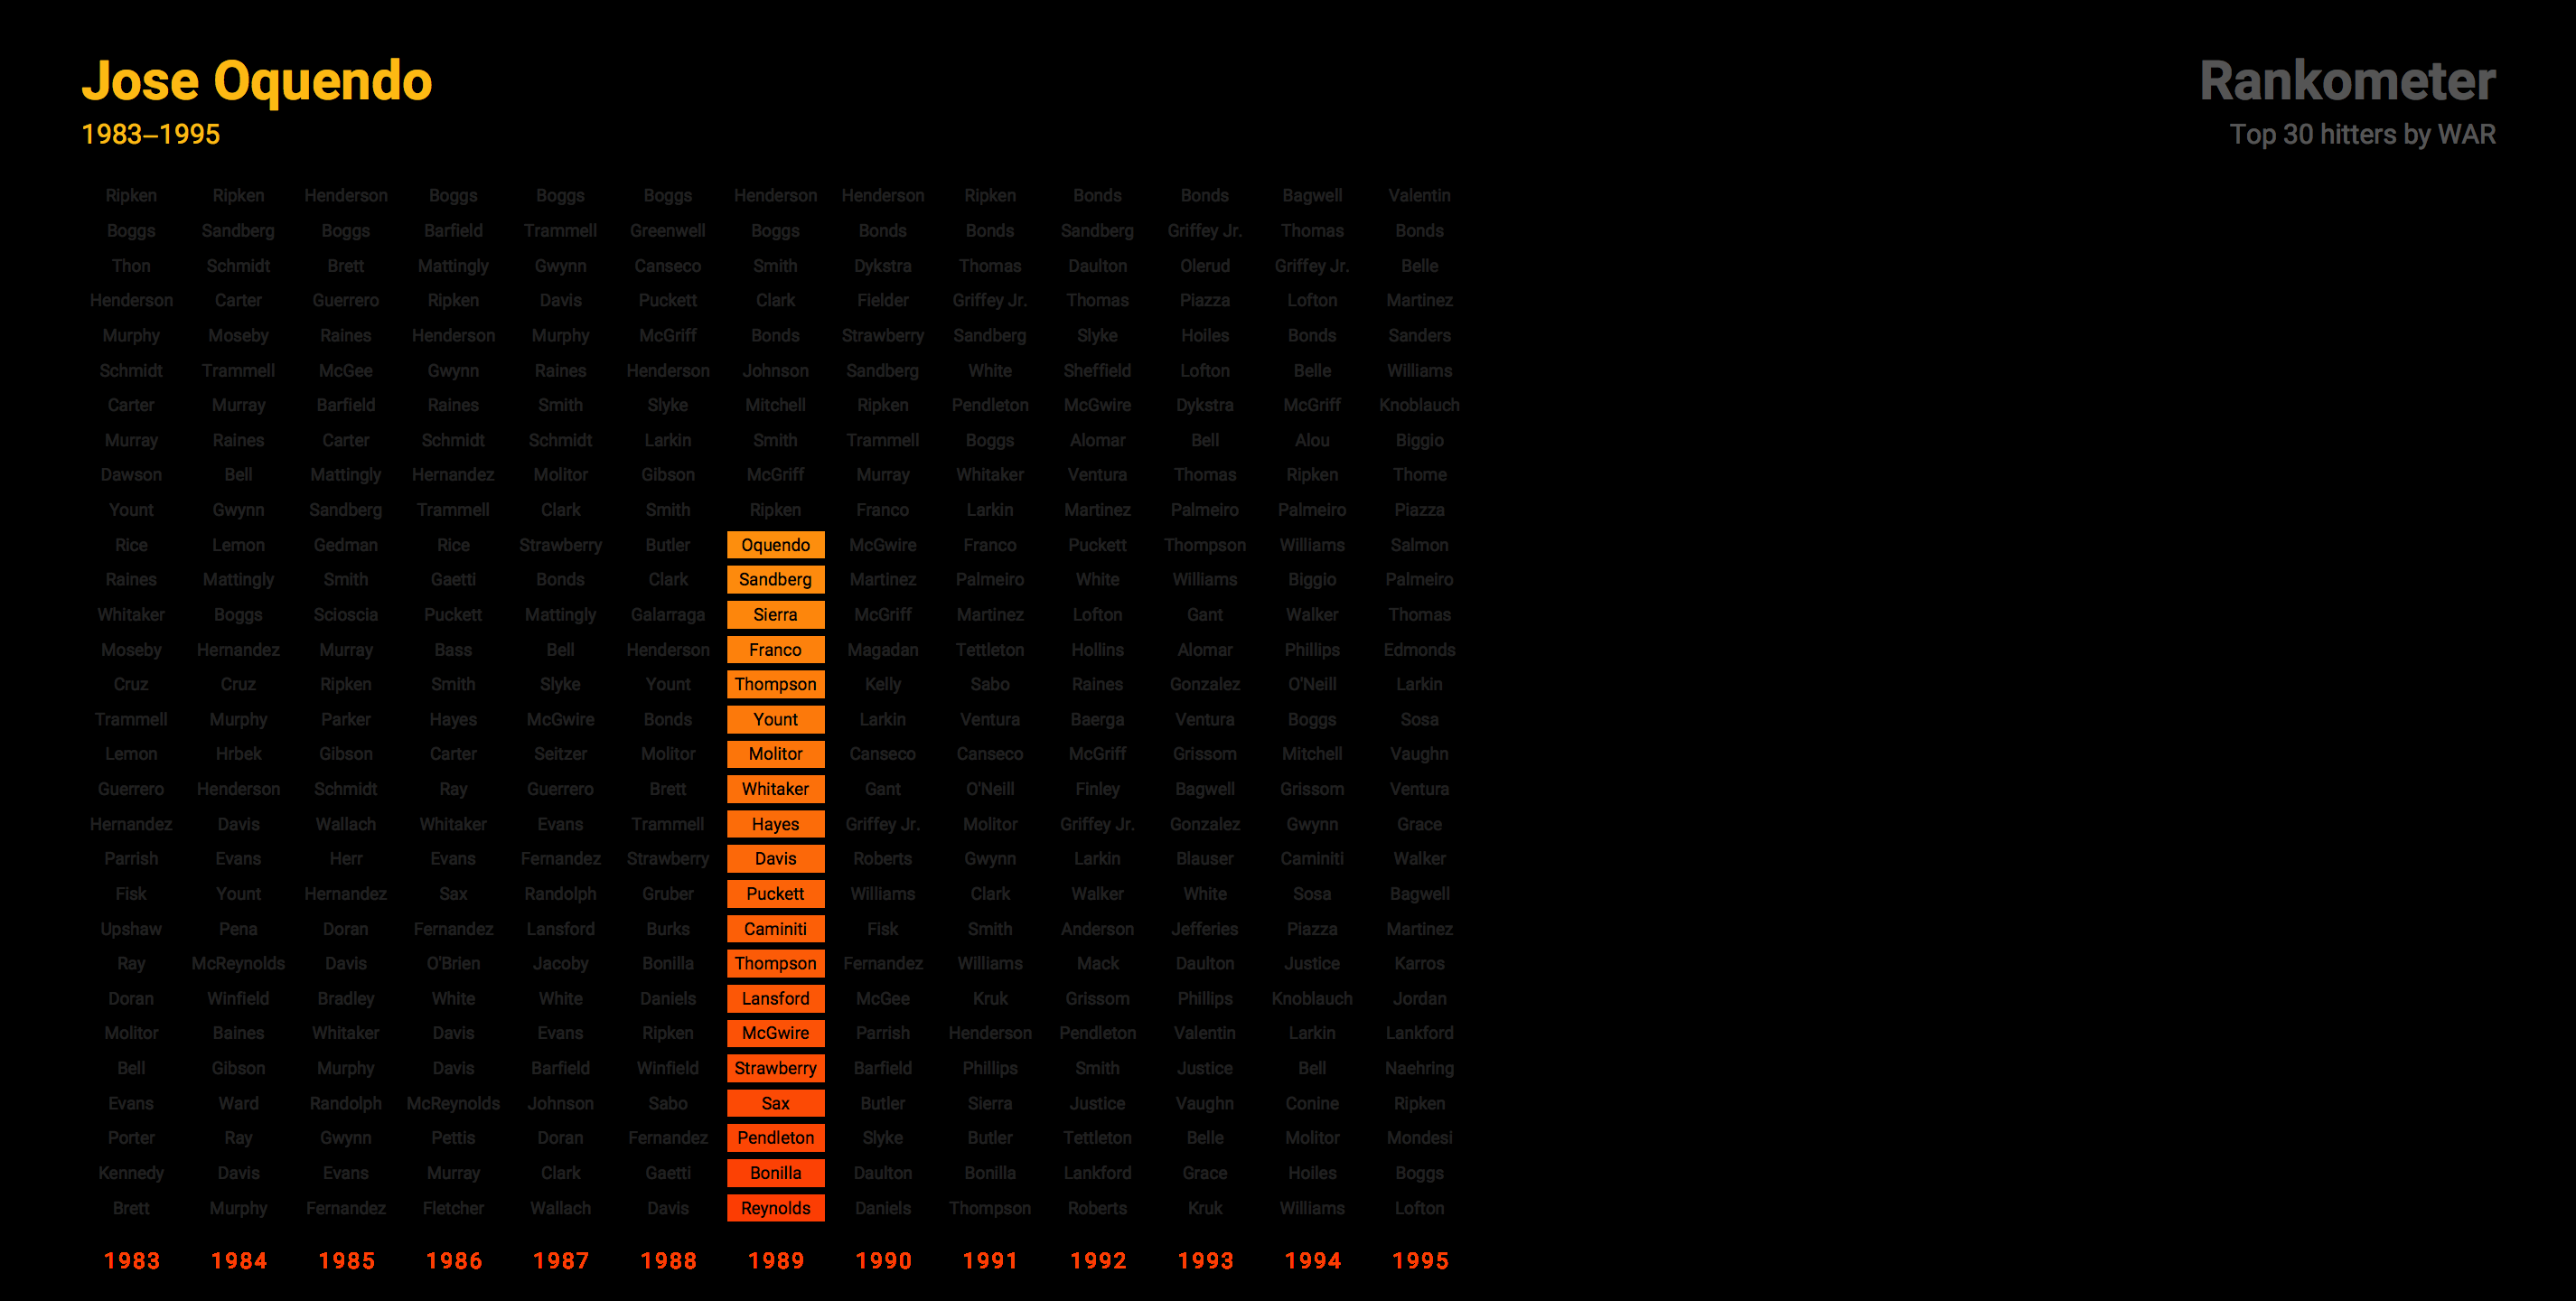 Jose Oquendo
1983–1995
Rankometer
Top 30 hitters by WAR
Ripken Ripken Henderson Boggs Boggs Boggs Henderson Henderson Ripken Bonds Bonds Bagwell Valentin
Boggs Sandberg Boggs Barfield Trammell Greenwell Boggs Bonds Bonds Sandberg Griffey Jr. Thomas Bonds
Thon Schmidt Brett Mattingly Gwynn Canseco Smith Dykstra Thomas Daulton Olerud Griffey Jr. Belle
Henderson Carter Guerrero Ripken Davis Puckett Clark Fielder Griffey Jr. Thomas Piazza Lofton Martinez
Murphy Moseby Raines Henderson Murphy McGriff Bonds Strawberry Sandberg Slyke Hoiles Bonds Sanders
Schmidt Trammell McGee Gwynn Raines Henderson Johnson Sandberg White Sheffield Lofton Belle Williams
Carter Murray Barfield Raines Smith Slyke Mitchell Ripken Pendleton McGwire Dykstra McGriff Knoblauch
Murray Raines Carter Schmidt Schmidt Larkin Smith Trammell Boggs Alomar Bell Alou Biggio
Dawson Bell Mattingly Hernandez Molitor Gibson McGriff Murray Whitaker Ventura Thomas Ripken Thome
Yount Gwynn Sandberg Trammell Clark Smith Ripken Franco Larkin Martinez Palmeiro Palmeiro Piazza
Rice Lemon Gedman Rice Strawberry Butler Oquendo McGwire Franco Puckett Thompson Williams Salmon
Raines Mattingly Smith Gaetti Bonds Clark Sandberg Martinez Palmeiro White Williams Biggio Palmeiro
Whitaker Boggs Scioscia Puckett Mattingly Galarraga Sierra McGriff Martinez Lofton Gant Walker Thomas
Moseby Hernandez Murray Bass Bell Henderson Franco Magadan Tettleton Hollins Alomar Phillips Edmonds
Cruz Cruz Ripken Smith Slyke Yount Thompson Kelly Sabo Raines Gonzalez O'Neill Larkin
Trammell Murphy Parker Hayes McGwire Bonds Yount Larkin Ventura Baerga Ventura Boggs Sosa
Lemon Hrbek Gibson Carter Seitzer Molitor Molitor Canseco Canseco McGriff Grissom Mitchell Vaughn
Guerrero Henderson Schmidt Ray Guerrero Brett Whitaker Gant O'Neill Finley Bagwell Grissom Ventura
Hernandez Davis Wallach Whitaker Evans Trammell Hayes Griffey Jr. Molitor Griffey Jr. Gonzalez Gwynn Grace
Parrish Evans Herr Evans Fernandez Strawberry Davis Roberts Gwynn Larkin Blauser Caminiti Walker
Fisk Yount Hernandez Sax Randolph Gruber Puckett Williams Clark Walker White Sosa Bagwell
Upshaw Pena Doran Fernandez Lansford Burks Caminiti Fisk Smith Anderson Jefferies Piazza Martinez
Ray McReynolds Davis O'Brien Jacoby Bonilla Thompson Fernandez Williams Mack Daulton Justice Karros
Doran Winfield Bradley White White Daniels Lansford McGee Kruk Grissom Phillips Knoblauch Jordan
Molitor Baines Whitaker Davis Evans Ripken McGwire Parrish Henderson Pendleton Valentin Larkin Lankford
Bell Gibson Murphy Davis Barfield Winfield Strawberry Barfield Phillips Smith Justice Bell Naehring
Evans Ward Randolph McReynolds Johnson Sabo Sax Butler Sierra Justice Vaughn Conine Ripken
Porter Ray Gwynn Pettis Doran Fernandez Pendleton Slyke Butler Tettleton Belle Molitor Mondesi
Kennedy Davis Evans Murray Clark Gaetti Bonilla Daulton Bonilla Lankford Grace Hoiles Boggs
Brett Murphy Fernandez Fletcher Wallach Davis Reynolds Daniels Thompson Roberts Kruk Williams Lofton
1983 1984 1985 1986 1987 1988 1989 1990 1991 1992 1993 1994 1995